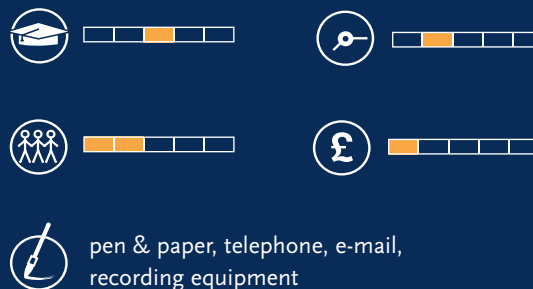 £
pen & paper, telephone, e-mail,
recording equipment